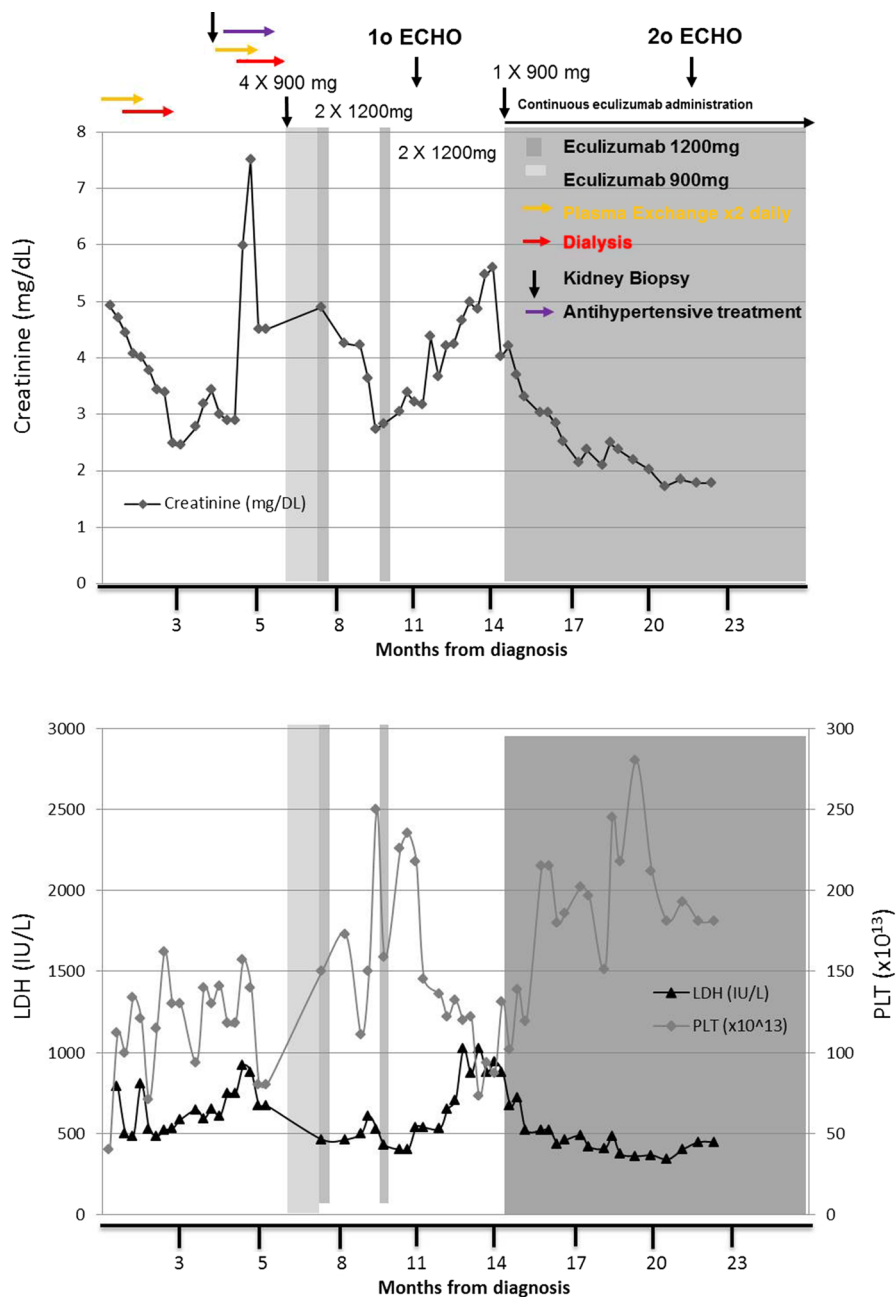 1o ECHO
2o ECHO
4 X 900 mg
1 X 900 mg
2 X 1200mg
Continuous eculizumab administration
2 X 1200mg
Eculizumab 1200mg
Eculizumab 900mg
Plasma Exchange x2 daily
Dialysis
Kidney Biopsy
Antihypertensive treatment
Creatinine (mg/dL)
8
7
6
5
4
3
2
1
0
Creatinine (mg/DL)
3 5 8 11 14 17 20 23
Months from diagnosis
LDH (IU/L)
3000
2500
2000
1500
1000
500
0
300
250
200
150
100
50
0
PLT (x10^13)
LDH (IU/L)
PLT (x10^13)
3 5 8 11 14 17 20 23
Months from diagnosis